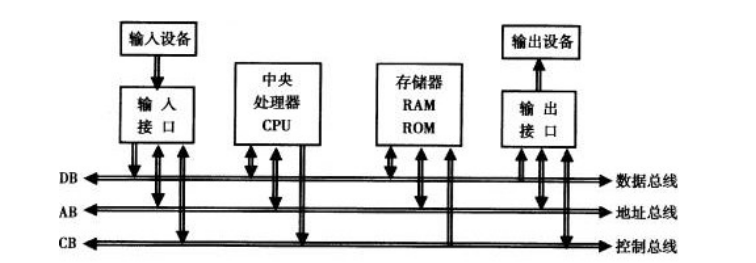 输入设备
输出设备
输 入
接 口
中央
处理器
CPU
存储器
RAM
ROM
输 出
接 口
DB
数据总线
AB
地址总线
CB
控制总线